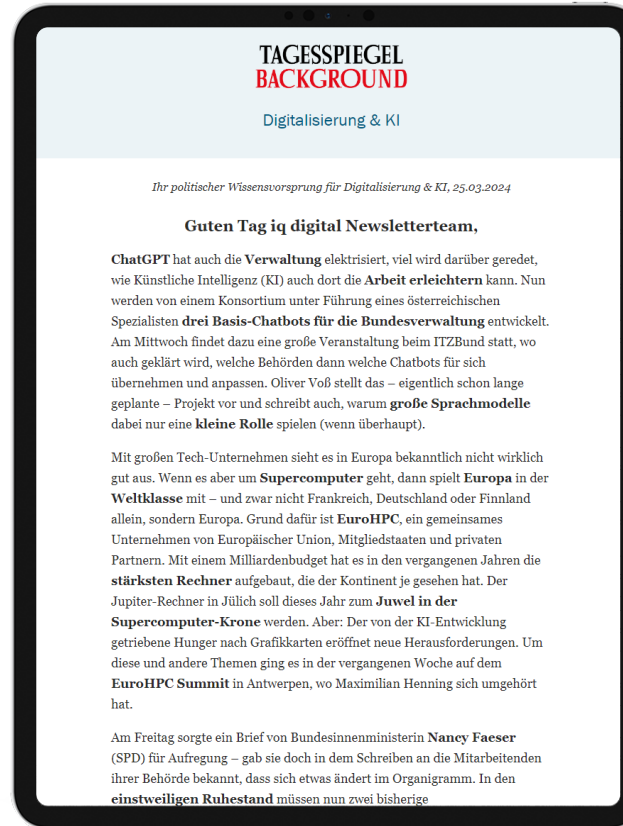 TAGESSPIEGEL
BACKGROUND
Digitalisierung & KI
Ihr politischer Wissensvorsprung für Digitalisierung & KI, 25.03.2024
Guten Tag iq digital Newsletterteam,
ChatGPT hat auch die Verwaltung elektrisiert, viel wird darüber geredet,
wie Künstliche Intelligenz (KI) auch dort die Arbeit erleichtern kann. Nun
werden von einem Konsortium unter Führung eines österreichischen
Spezialisten drei Basis-Chatbots für die Bundesverwaltung entwickelt.
Am Mittwoch findet dazu eine große Veranstaltung beim ITZBund statt, wo
auch geklärt wird, welche Behörden dann welche Chatbots für sich
übernehmen und anpassen. Oliver Voß stellt das – eigentlich schon lange
geplante – Projekt vor und schreibt auch, warum große Sprachmodelle
dabei nur eine kleine Rolle spielen (wenn überhaupt).
Mit großen Tech-Unternehmen sieht es in Europa bekanntlich nicht wirklich
gut aus. Wenn es aber um Supercomputer geht, dann spielt Europa in der
Weltklasse mit – und zwar nicht Frankreich, Deutschland oder Finnland
allein, sondern Europa. Grund dafür ist EuroHPC, ein gemeinsames
Unternehmen von Europäischer Union, Mitgliedstaaten und privaten
Partnern. Mit einem Milliardenbudget hat es in den vergangenen Jahren die
stärksten Rechner aufgebaut, die der Kontinent je gesehen hat. Der
Jupiter-Rechner in Jülich soll dieses Jahr zum Juwel in der
Supercomputer-Krone werden. Aber: Der von der KI-Entwicklung
getriebene Hunger nach Grafikkarten eröffnet neue Herausforderungen. Um
diese und andere Themen ging es in der vergangenen Woche auf dem
EuroHPC Summit in Antwerpen, wo Maximilian Henning sich umgehört
hat.
Am Freitag sorgte ein Brief von Bundesinnenministerin Nancy Faeser
(SPD) für Aufregung – gab sie doch in dem Schreiben an die Mitarbeitenden
ihrer Behörde bekannt, dass sich etwas ändert im Organigramm. In den
einstweiligen Ruhestand müssen nun zwei bisherige